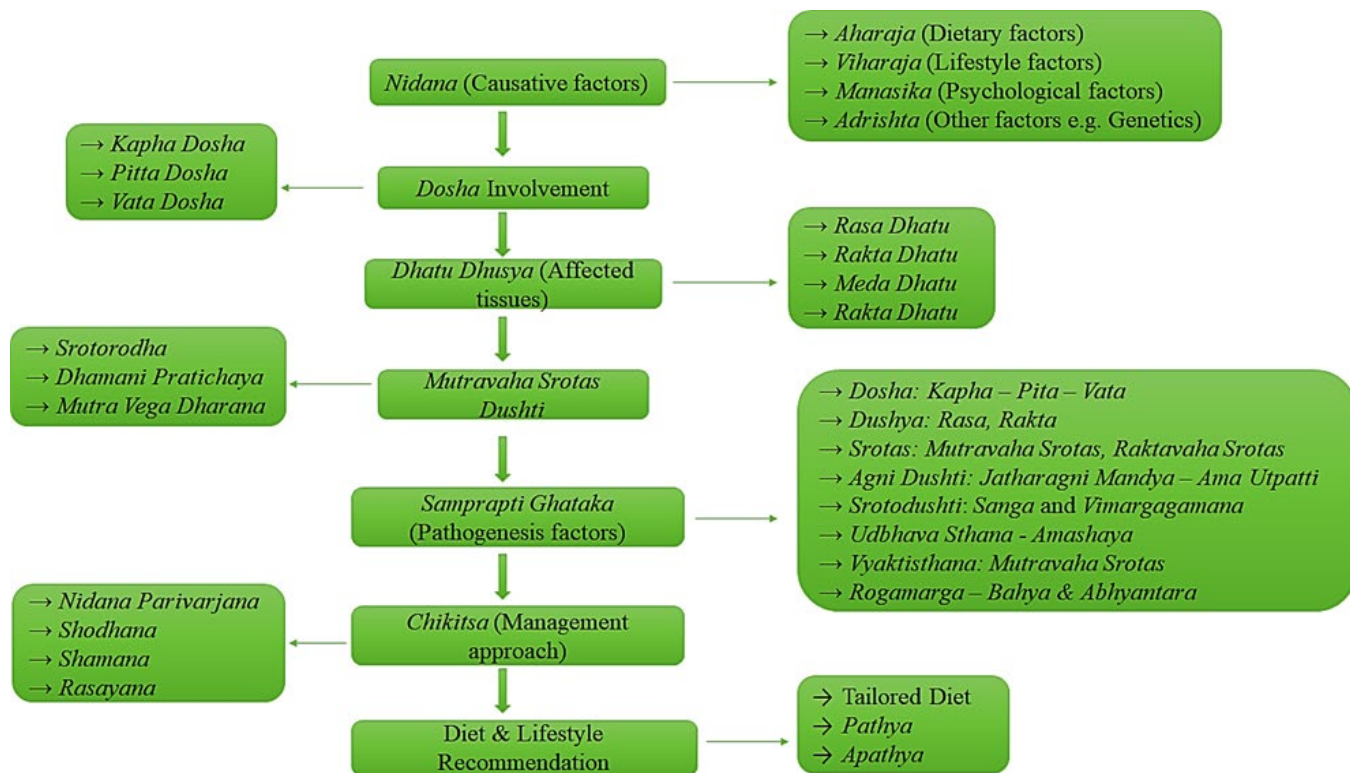 Nidana (Causative factors)
→ Aharaja (Dietary factors)
→ Viharaja (Lifestyle factors)
→ Manasika (Psychological factors)
→ Adrishta (Other factors e.g. Genetics)
→ Kapha Dosha
→ Pitta Dosha
→ Vata Dosha
Dosha Involvement
Dhatu Dhusya (Affected
tissues)
→ Rasa Dhatu
→ Rakta Dhatu
→ Meda Dhatu
→ Rakta Dhatu
→ Srotorodha
→ Dhamani Pratichaya
→ Mutra Vega Dharana
Mutravaha Srotas
Dushti
Samprapti Ghataka
(Pathogenesis factors)
→ Dosha: Kapha – Pita – Vata
→ Dushya: Rasa, Rakta
→ Srotas: Mutravaha Srotas, Raktavaha Srotas
→ Agni Dushti: Jatharagni Mandya – Ama Utpatti
→ Srotodushti: Sanga and Vimargagamana
→ Udbhava Sthana - Amashaya
→ Vyaktisthana: Mutravaha Srotas
→ Rogamarga – Bahya & Abhyantara
→ Nidana Parivarjana
→ Shodhana
→ Shamana
→ Rasayana
Chikitsa (Management
approach)
Diet & Lifestyle
Recommendation
→ Tailored Diet
→ Pathya
→ Apathya